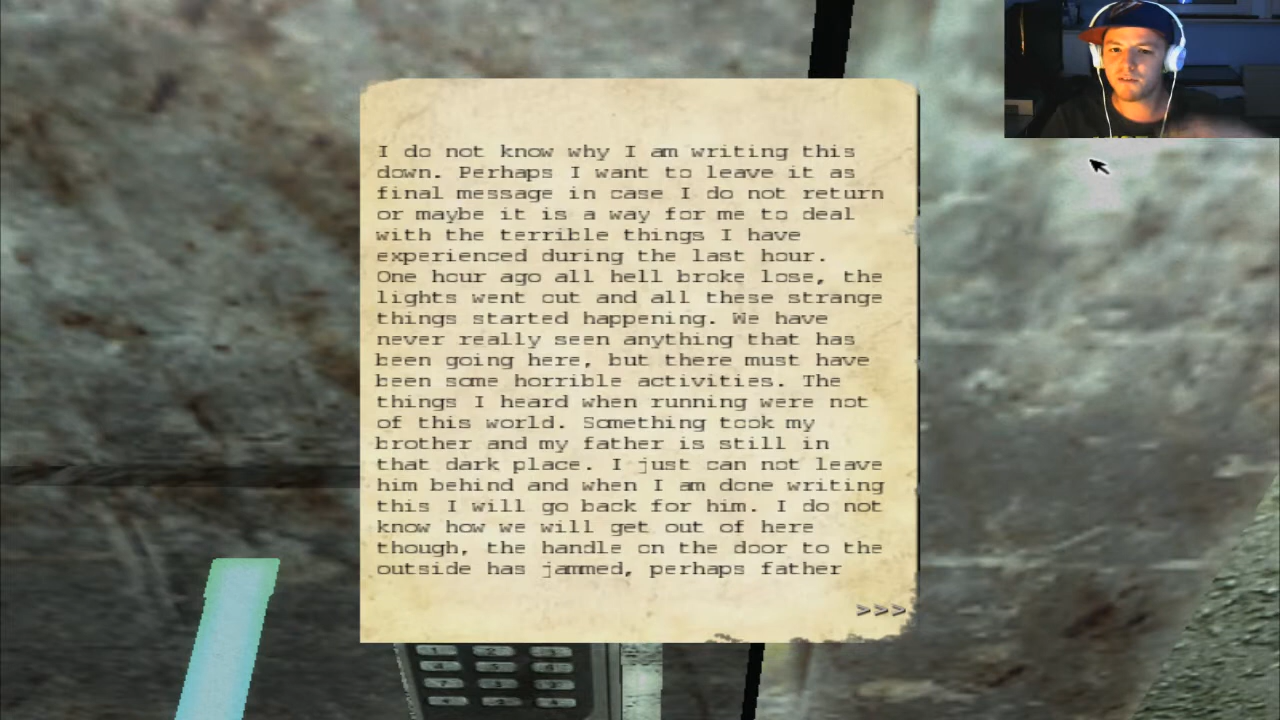 I do not know why I am writing this
down. Perhaps I want to leave it as
final message in case I do not return
or maybe it is a way for me to deal
with the terrible things I have
experienced during the last hour.
One hour ago all hell broke lose, the
lights went out and all these strange
things started happening. We have
never really seen anything that has
been going here, but there must have
been some horrible activities. The
things I heard when running were not
of this world. Something took my
brother and my father is still in
that dark place. I just can not leave
him behind and when I am done writing
this I will go back for him. I do not
know how we will get out of here
though, the handle on the door to the
outside has jammed, perhaps father
>>>